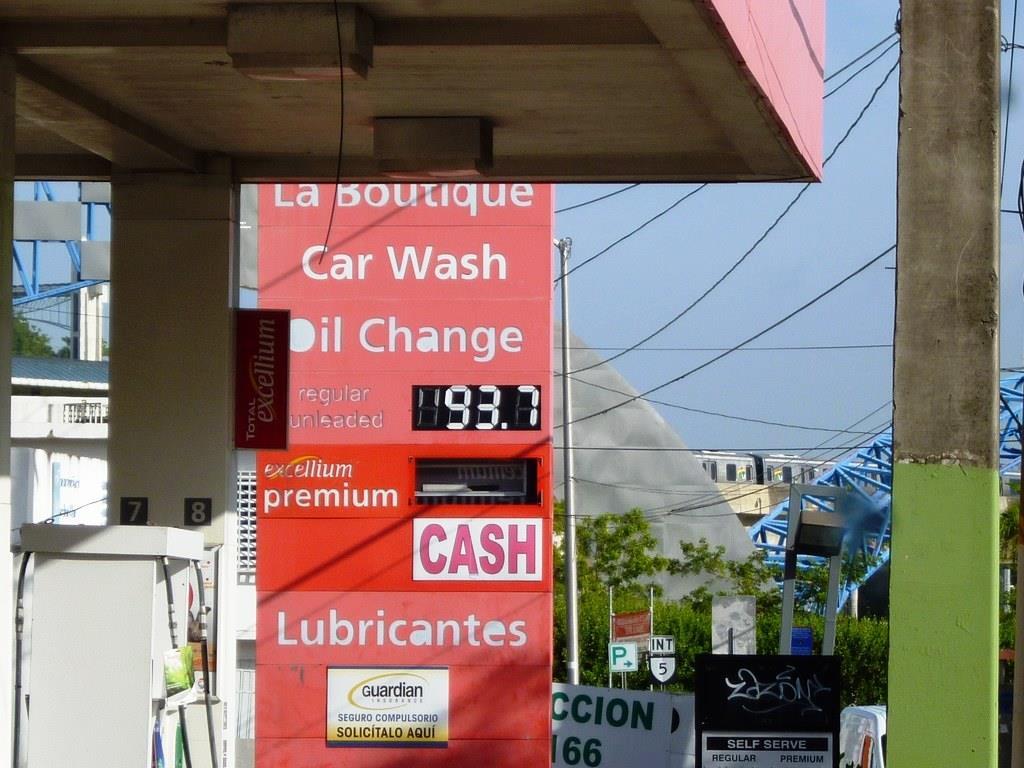 La Boutique
Car Wash
Oil Change
regular
unleaded
93.7
TOTAL excellium
excellium
premium
CASH
7
8
Lubricantes
Guardian
INSURANCE
SEGURO COMPULSORIO
SOLICÍTALO AQUÍ
P
INT
5
CCION
166
SELF SERVE
REGULAR PREMIUM